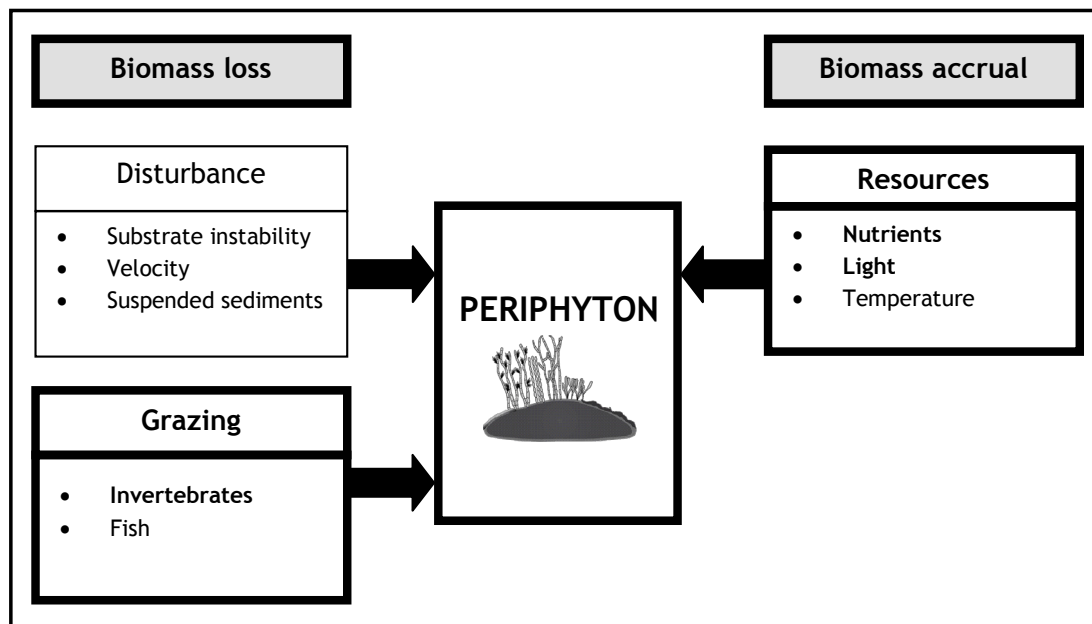 Biomass loss
Biomass accrual
Disturbance
• Substrate instability
• Velocity
• Suspended sediments
Resources
• Nutrients
• Light
• Temperature
PERIPHYTON
Grazing
• Invertebrates
• Fish